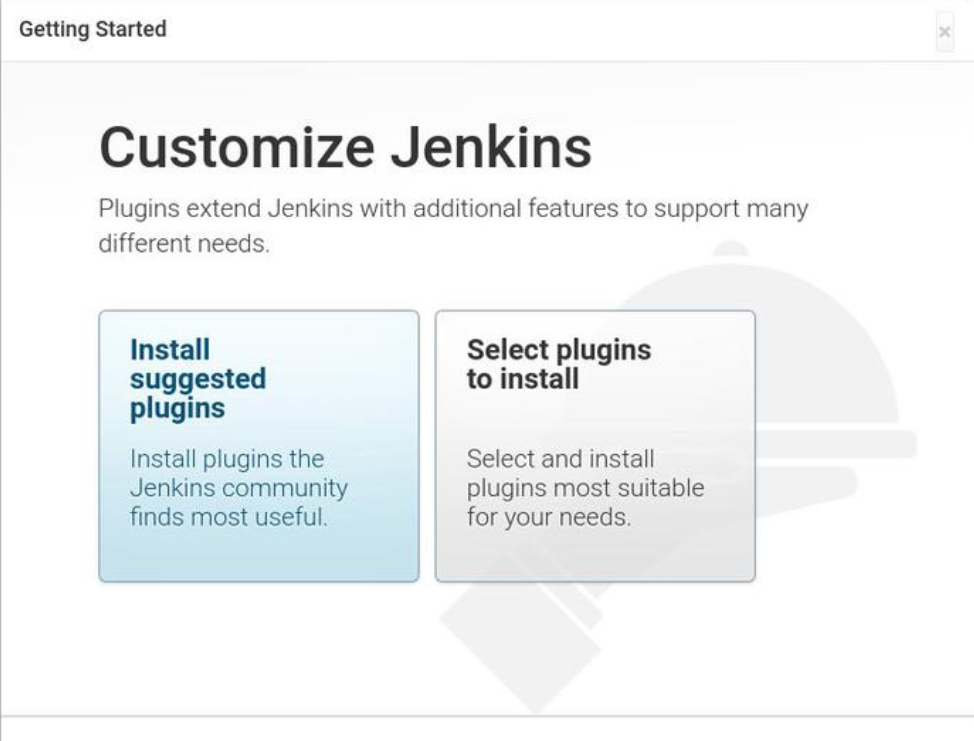 Getting Started
×
Customize Jenkins
Plugins extend Jenkins with additional features to support many
different needs.
Install
suggested
plugins
Install plugins the
Jenkins community
finds most useful.
Select plugins
to install
Select and install
plugins most suitable
for your needs.